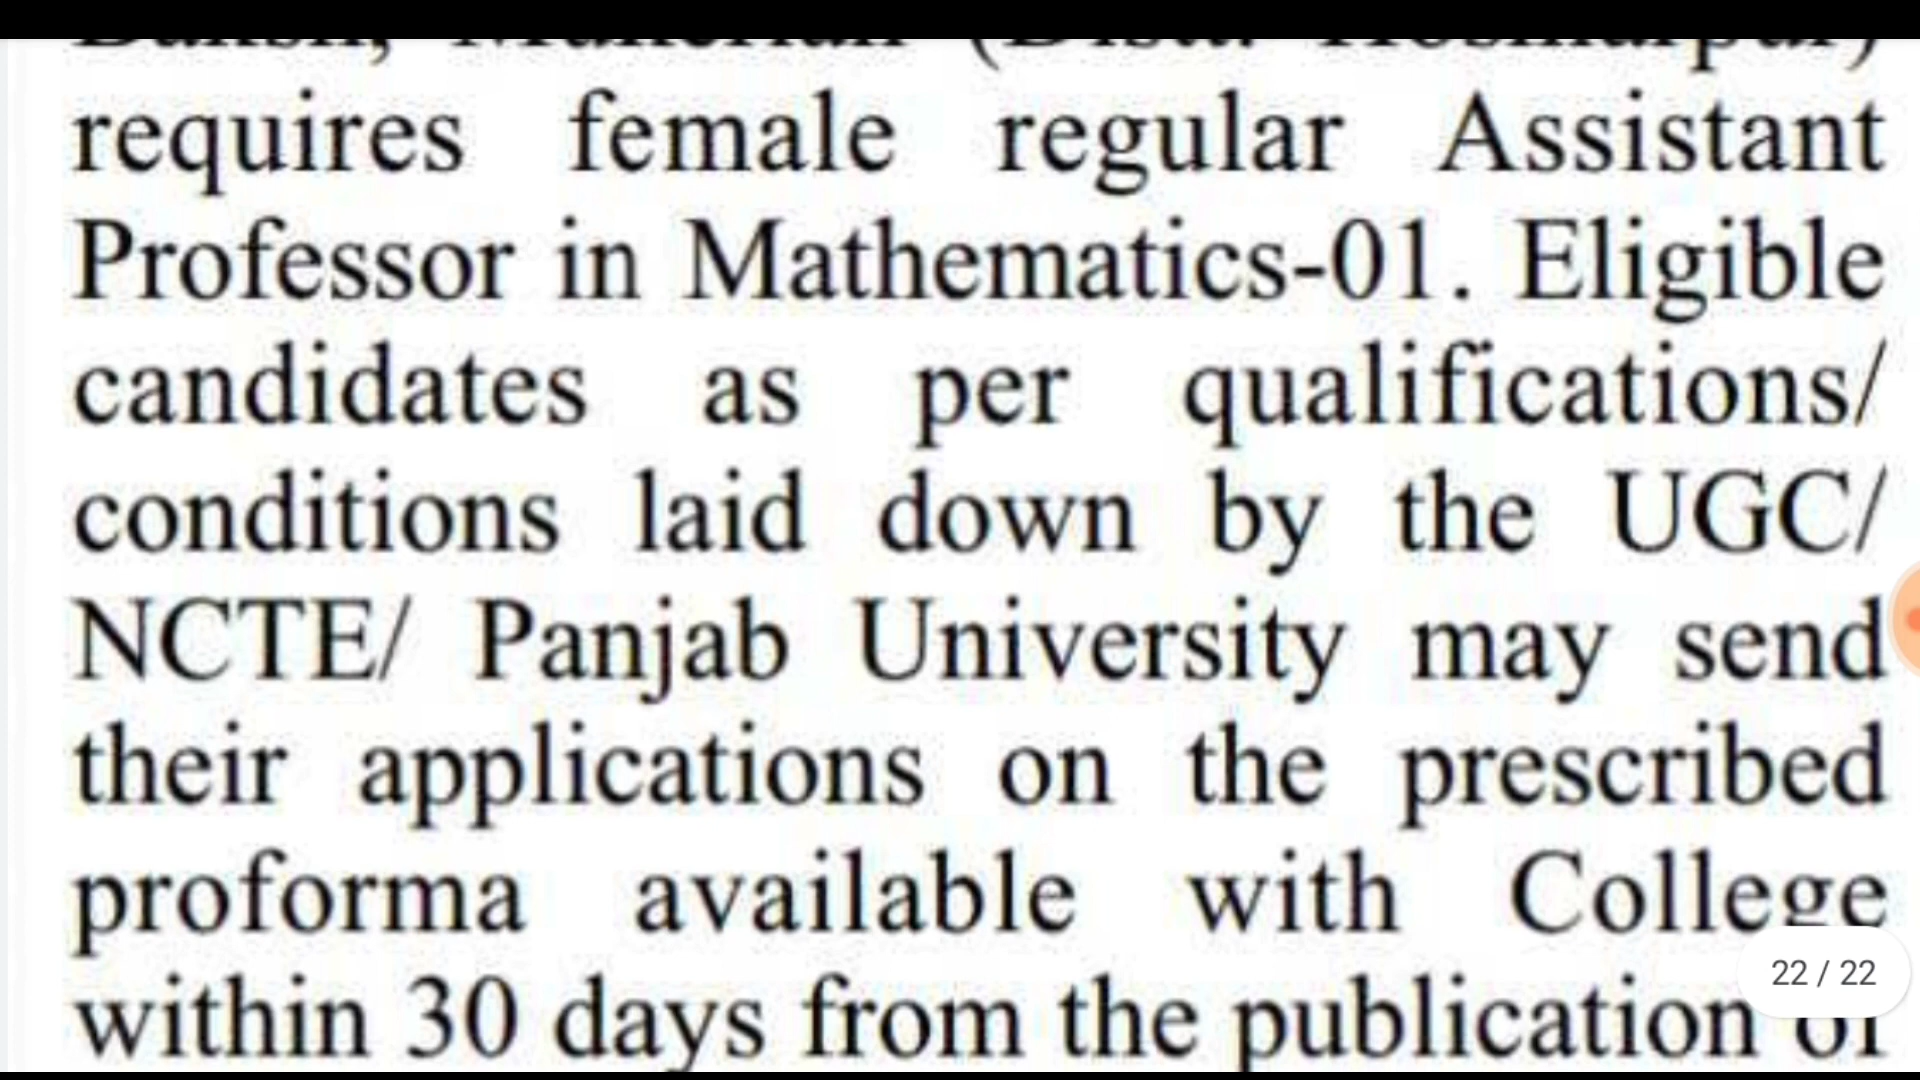 requires female regular Assistant
Professor in Mathematics-01. Eligible
candidates as per qualifications/
conditions laid down by the UGC/
NCTE/ Panjab University may send
their applications on the prescribed
proforma available with College
within 30 days from the publication of
22 / 22